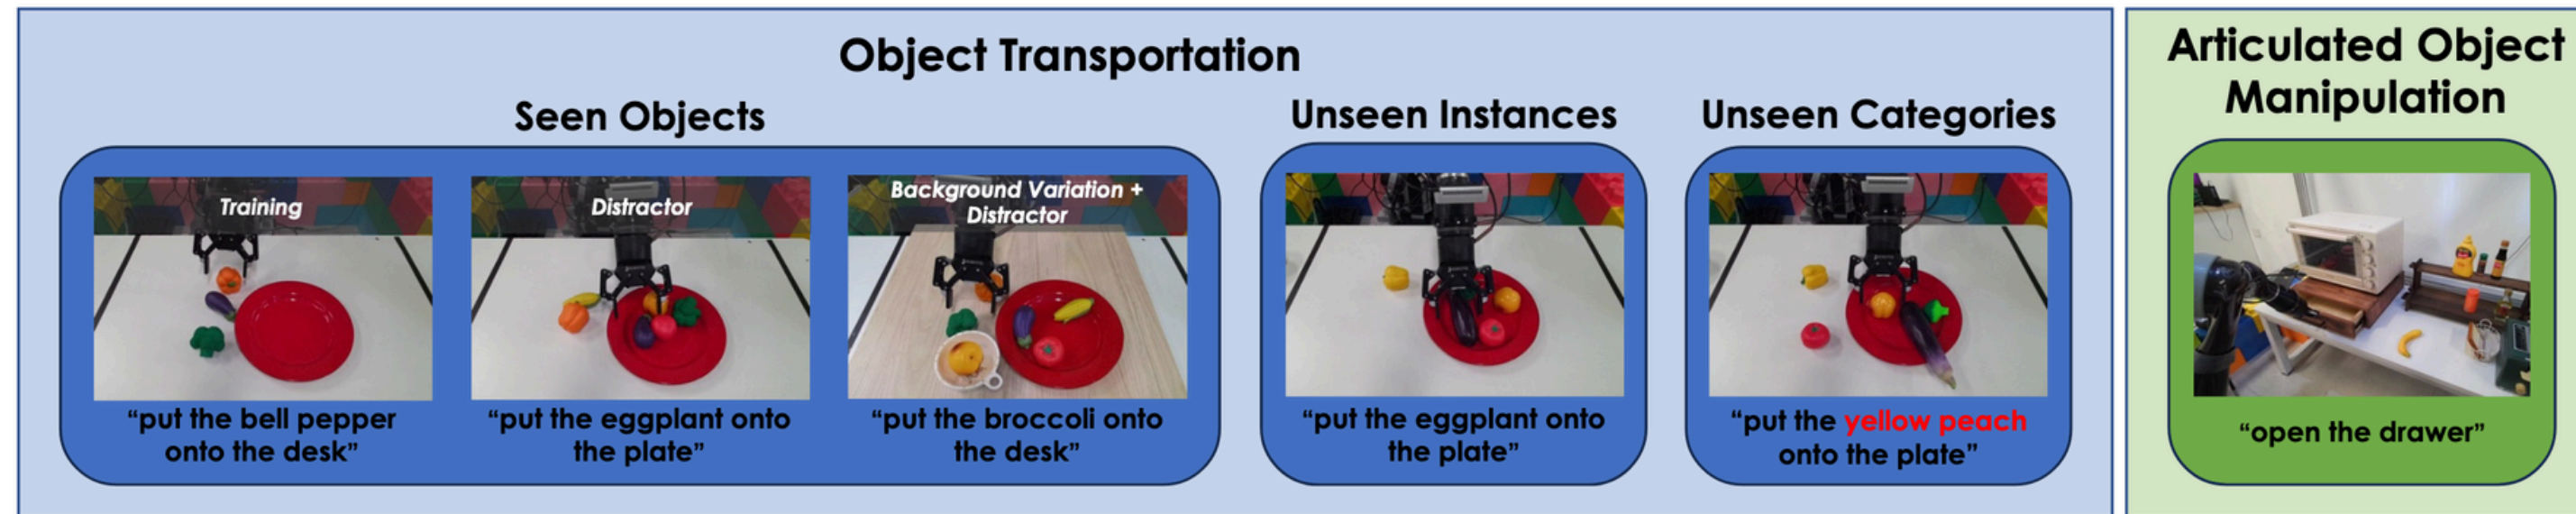 Object Transportation
Seen Objects
Training
"put the bell pepper
onto the desk"
Distractor
"put the eggplant onto
the plate"
Background Variation +
Distractor
"put the broccoli onto
the desk"
Unseen Instances
"put the eggplant onto
the plate"
Unseen Categories
"put the yellow peach
onto the plate"
Articulated Object
Manipulation
"open the drawer"